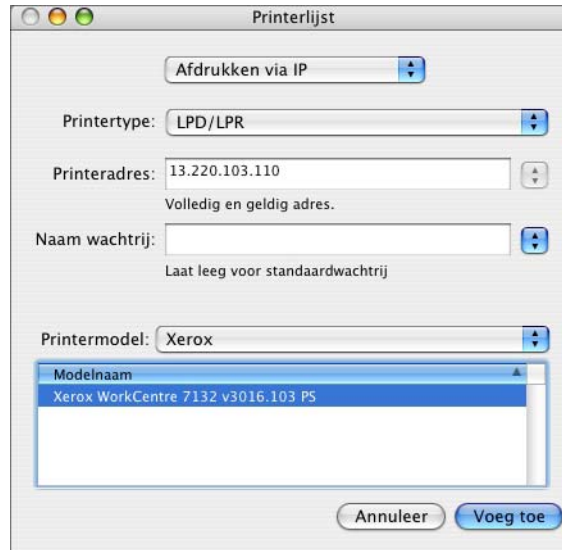 Printerlijst
Afdrukken via IP
Printertype: LPD/LPR
Printeradres: 13.220.103.110
Volledig en geldig adres.
Naam wachtrij:
Laat leeg voor standaardwachtrij
Printermodel: Xerox
Modelnaam
Xerox WorkCentre 7132 v3016.103 PS
Annuleer Voeg toe